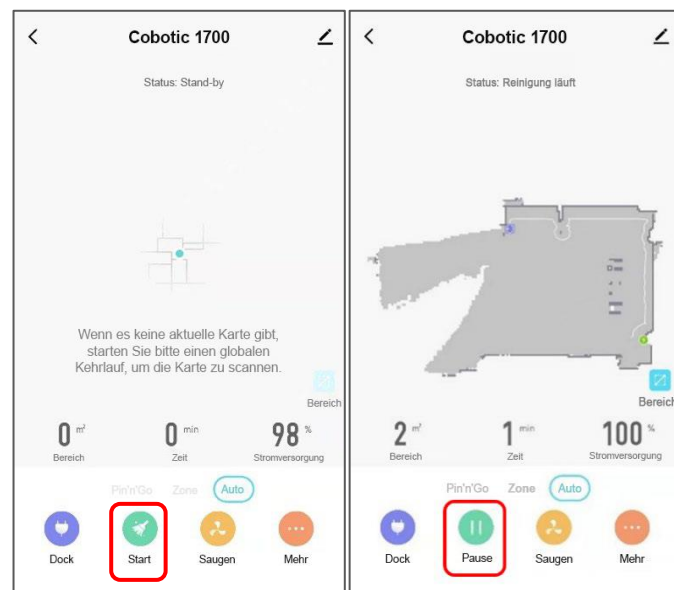 Cobotic 1700
Status: Stand-by
Wenn es keine aktuelle Karte gibt,
starten Sie bitte einen globalen
Kehrlauf, um die Karte zu scannen.
Bereich
0 m² 0 min 98 %
Bereich Zeit Stromversorgung
Pin'n'Go Zone Auto
Dock Start Saugen Mehr
Cobotic 1700
Status: Reinigung läuft
Bereich
2 m² 1 min 100 %
Bereich Zeit Stromversorgung
Pin'n'Go Zone Auto
Dock Pause Saugen Mehr